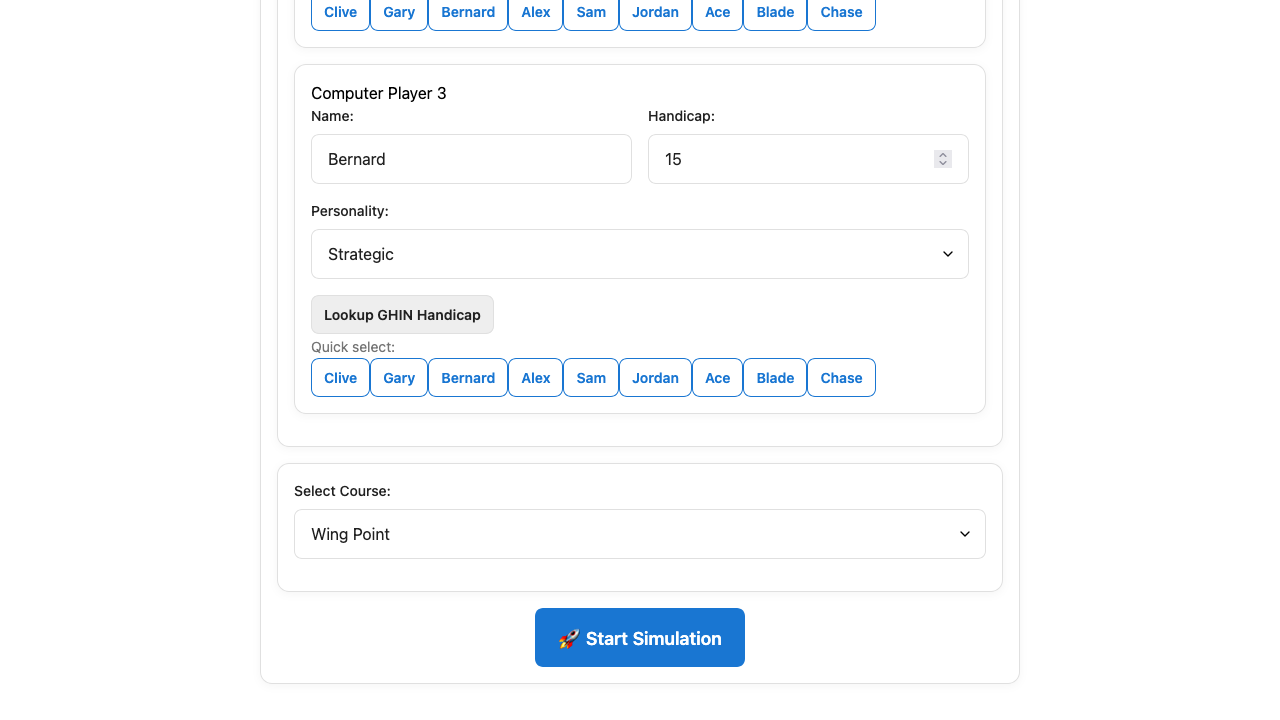 Clive Gary Bernard Alex Sam Jordan Ace Blade Chase
Computer Player 3
Name: Handicap:
Bernard 15
Personality:
Strategic
Lookup GHIN Handicap
Quick select:
Clive Gary Bernard Alex Sam Jordan Ace Blade Chase
Select Course:
Wing Point
🚀 Start Simulation